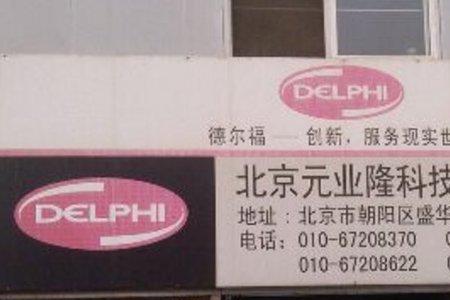 DELPHI
德尔福——创新，服务现实世
DELPHI
北京元业隆科技
地址：北京市朝阳区盛华
电话：010-67208370
010-67208622